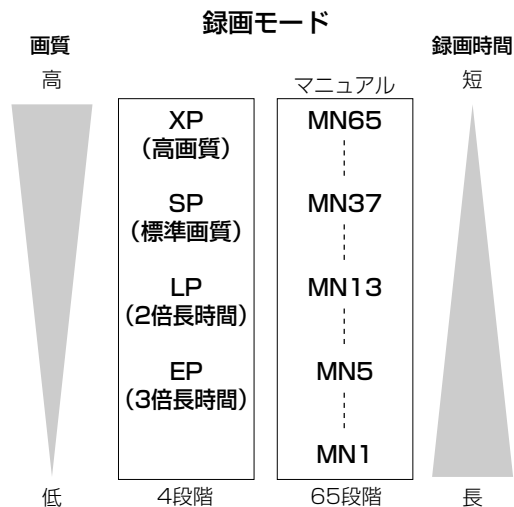 録画モード
画質
録画時間
高
マニュアル
短
XP
（高画質）
MN65
SP
（標準画質）
MN37
LP
（2倍長時間）
MN13
EP
（3倍長時間）
MN5
MN1
低
4段階
65段階
長